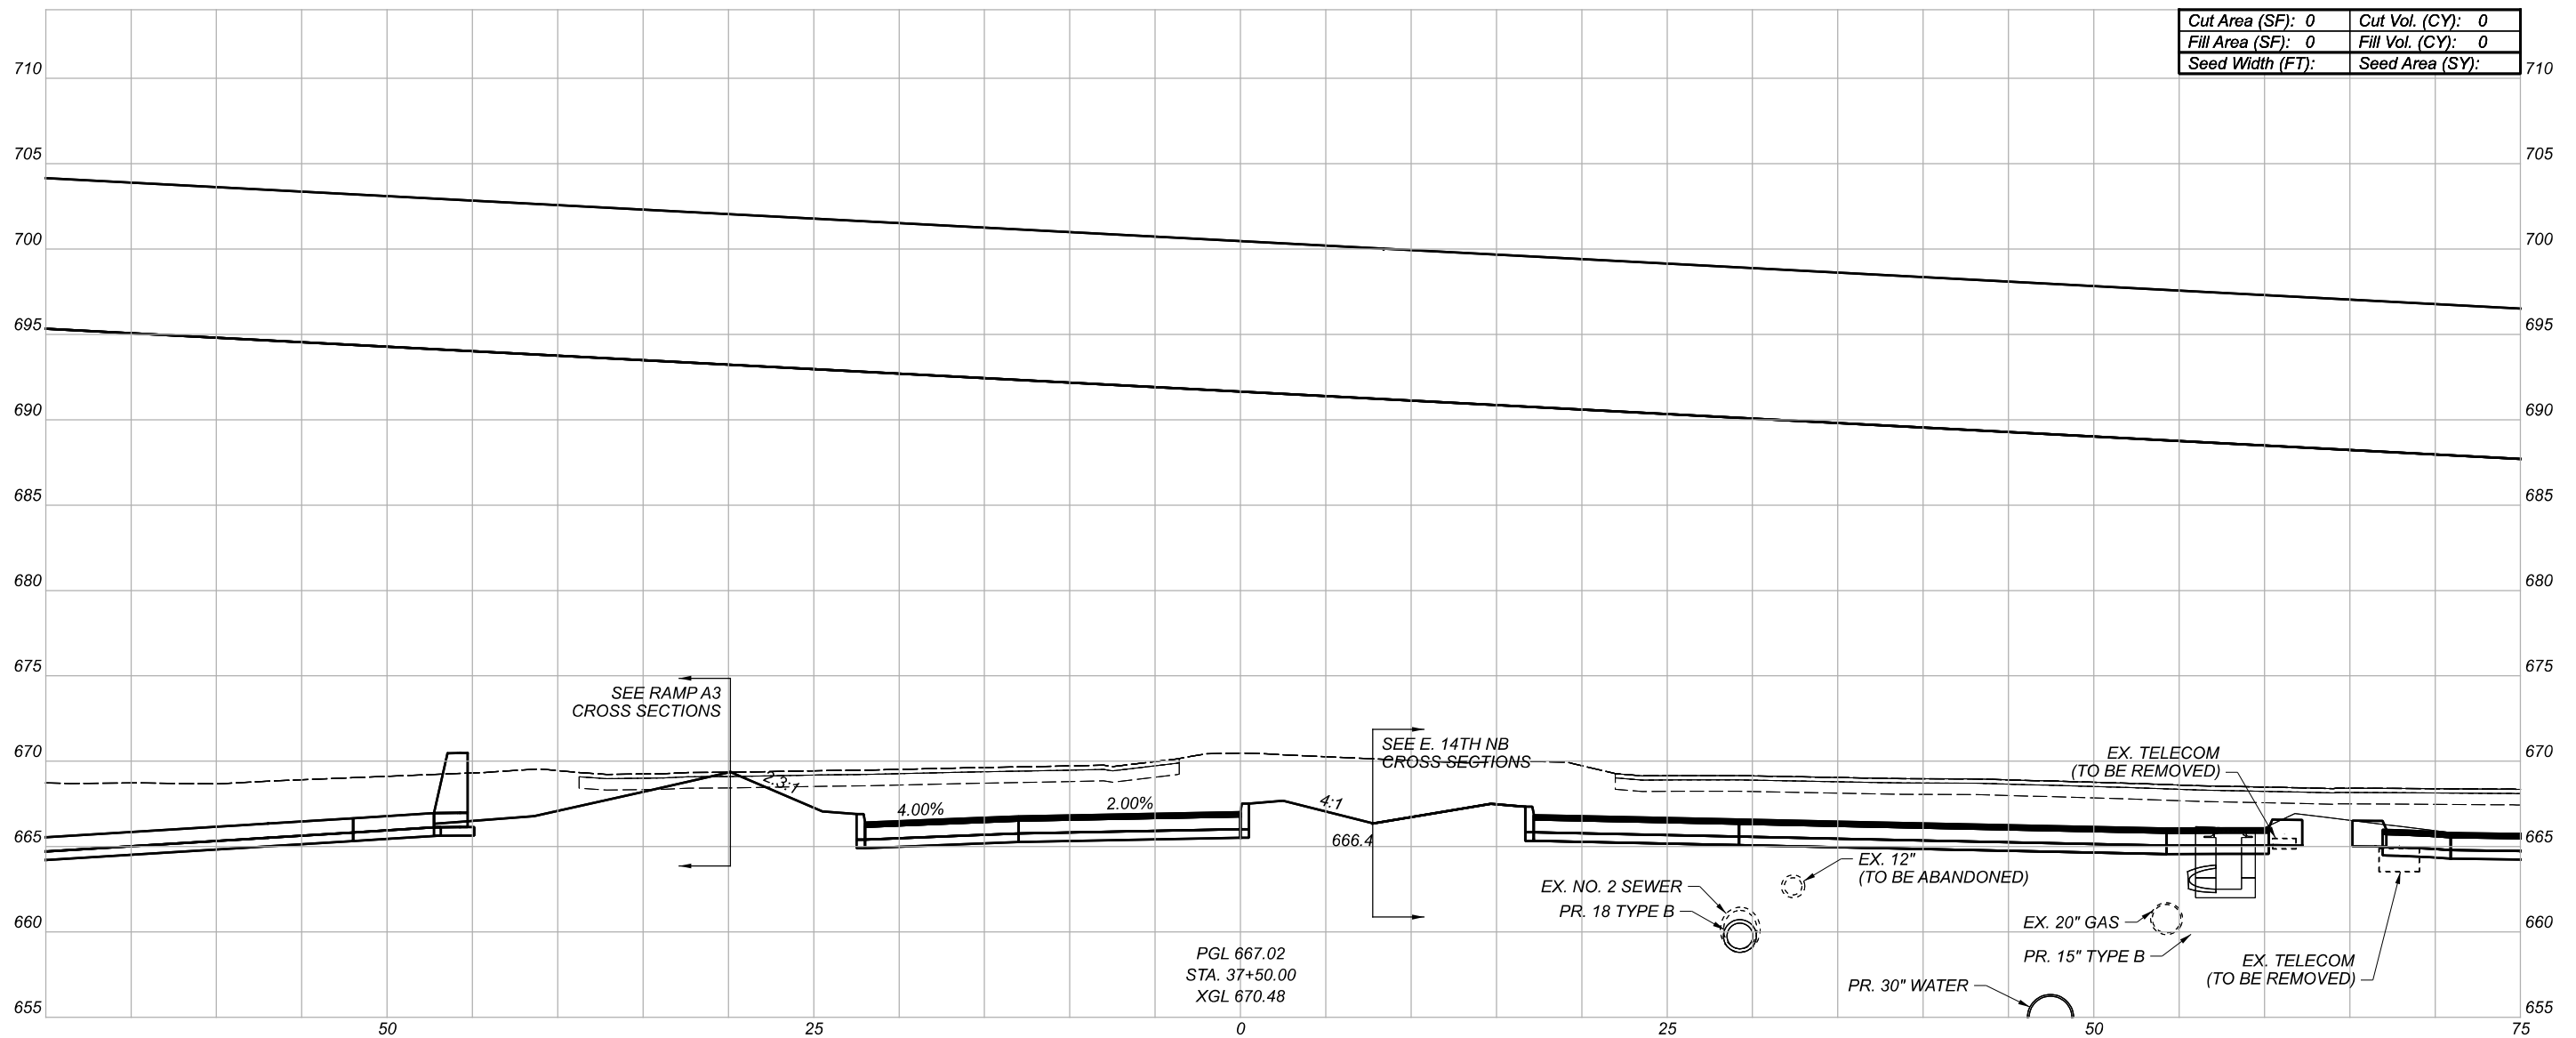 Cut Area (SF): 0 Cut Vol. (CY): 0
Fill Area (SF): 0 Fill Vol. (CY): 0
Seed Width (FT): Seed Area (SY):
710 710
705 705
700 700
695 695
690 690
685 685
680 680
675 675
SEE RAMP A3
CROSS SECTIONS
670 670
SEE E. 14TH NB
CROSS SECTIONS
EX. TELECOM
(TO BE REMOVED)
4.00%
2.00%
4:1
665 665
666.4
EX. 12"
(TO BE ABANDONED)
EX. NO. 2 SEWER
PR. 18 TYPE B
660 660
EX. 20" GAS
PR. 15" TYPE B
EX. TELECOM
(TO BE REMOVED)
PGL 667.02
STA. 37+50.00
XGL 670.48
PR. 30" WATER
655 655
50 25 0 25 50 75